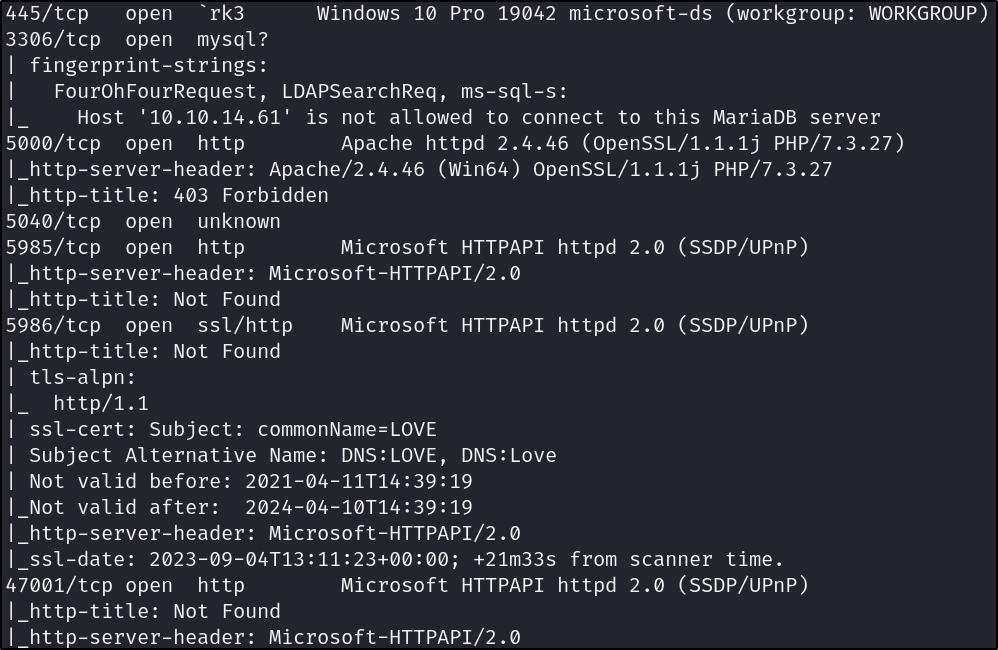 445/tcp   open  `rk3      Windows 10 Pro 19042 microsoft-ds (workgroup: WORKGROUP)
3306/tcp  open  mysql?
| fingerprint-strings:
|   FourOhFourRequest, LDAPSearchReq, ms-sql-s:
|_    Host '10.10.14.61' is not allowed to connect to this MariaDB server
5000/tcp  open  http        Apache httpd 2.4.46 (OpenSSL/1.1.1j PHP/7.3.27)
|_http-server-header: Apache/2.4.46 (Win64) OpenSSL/1.1.1j PHP/7.3.27
|_http-title: 403 Forbidden
5040/tcp  open  unknown
5985/tcp  open  http        Microsoft HTTPAPI httpd 2.0 (SSDP/UPnP)
|_http-server-header: Microsoft-HTTPAPI/2.0
|_http-title: Not Found
5986/tcp  open  ssl/http    Microsoft HTTPAPI httpd 2.0 (SSDP/UPnP)
|_http-title: Not Found
| tls-alpn:
|_  http/1.1
| ssl-cert: Subject: commonName=LOVE
| Subject Alternative Name: DNS:LOVE, DNS:Love
| Not valid before: 2021-04-11T14:39:19
|_Not valid after:  2024-04-10T14:39:19
|_http-server-header: Microsoft-HTTPAPI/2.0
|_ssl-date: 2023-09-04T13:11:23+00:00; +21m33s from scanner time.
47001/tcp open  http        Microsoft HTTPAPI httpd 2.0 (SSDP/UPnP)
|_http-title: Not Found
|_http-server-header: Microsoft-HTTPAPI/2.0